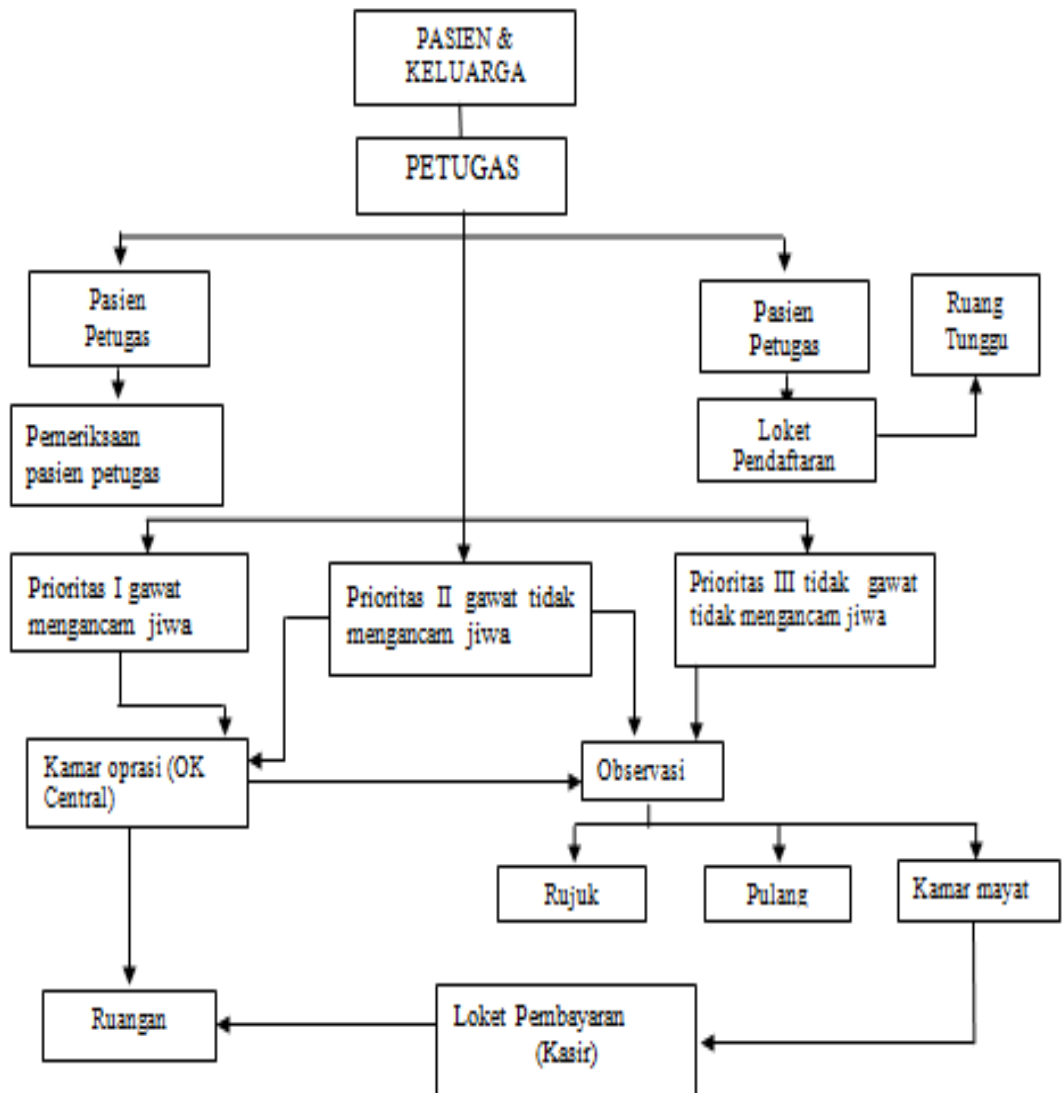 PASIEN &
KELUARGA
PETUGAS
Pasien
Petugas
Pasien
Petugas
Ruang
Tunggu
Pemeriksaan
pasien petugas
Loket
Pendaftaran
Prioritas I gawat
mengancam jiwa
Prioritas II gawat tidak
mengancam jiwa
Prioritas III tidak gawat
tidak mengancam jiwa
Kamar oprasi (OK
Central)
Observasi
Rujuk
Pulang
Kamar mayat
Ruangan
Loket Pembayaran
(Kasir)